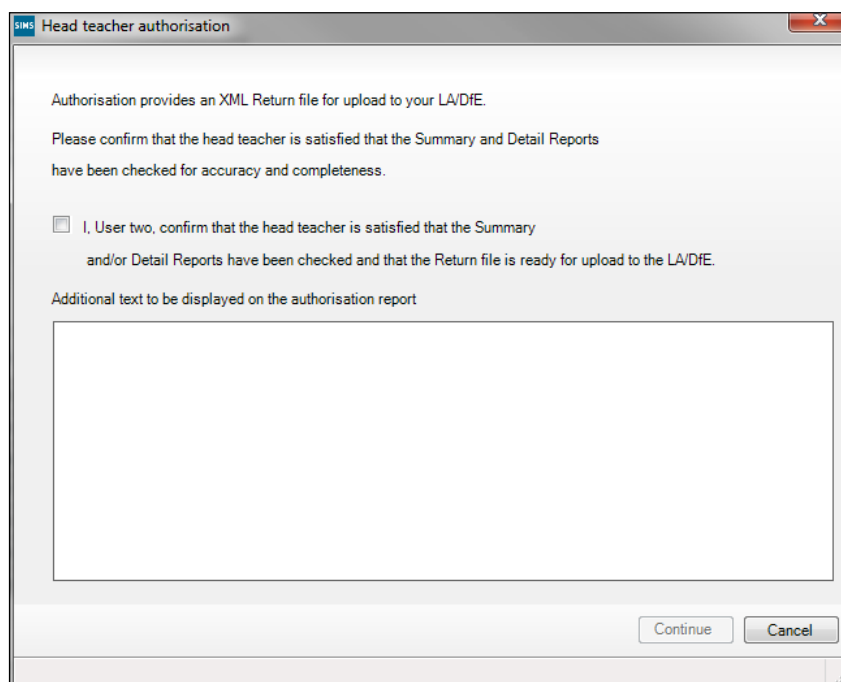 SIMS Head teacher authorisation
Authorisation provides an XML Return file for upload to your LA/DfE.
Please confirm that the head teacher is satisfied that the Summary and Detail Reports
have been checked for accuracy and completeness.
I, User two, confirm that the head teacher is satisfied that the Summary
and/or Detail Reports have been checked and that the Return file is ready for upload to the LA/DfE.
Additional text to be displayed on the authorisation report
Continue Cancel